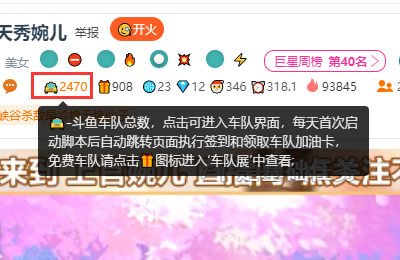 天秀婉儿 举报 开火
美女 巨星周榜 第40名>
2470 908 23 12 346 318.1 93845
-斗鱼车队总数，点击可进入车队界面，每天首次启
动脚本后自动跳转页面执行签到和领取车队加油卡，
免费车队请点击图标进入‘车队展’中查看;